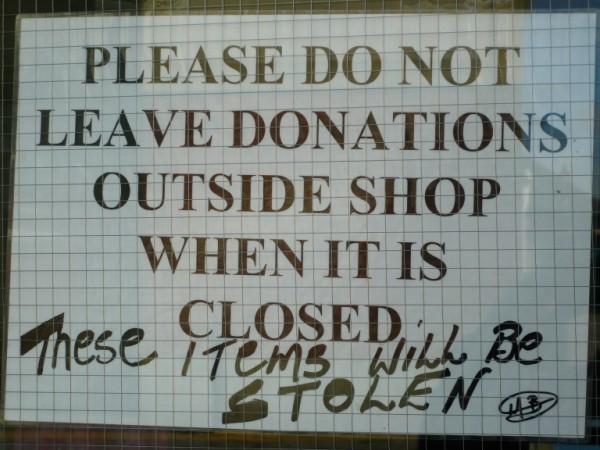 PLEASE DO NOT
LEAVE DONATIONS
OUTSIDE SHOP
WHEN IT IS
CLOSED.
These ITEMS WILL Be
STOLEN